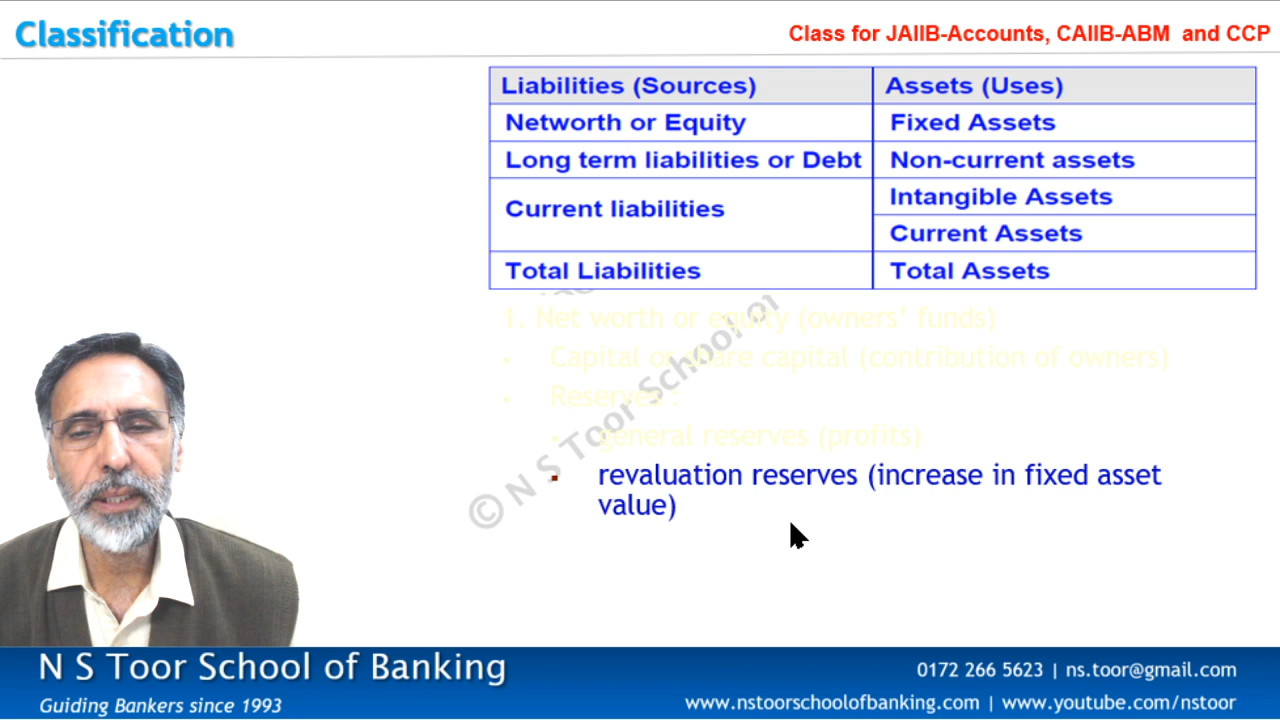 Classification
Class for JAIIB-Accounts, CAIIB-ABM and CCP
Liabilities (Sources) Assets (Uses)
Networth or Equity Fixed Assets
Long term liabilities or Debt Non-current assets
Current liabilities Intangible Assets
Current Assets
Total Liabilities Total Assets
1. Net worth or equity (owners’ funds)
• Capital or share capital (contribution of owners)
• Reserves :
▪ general reserves (profits)
▪ revaluation reserves (increase in fixed asset
value)
© N S Toor School of
N S Toor School of Banking
Guiding Bankers since 1993
0172 266 5623 | ns.toor@gmail.com
www.nstoorschoolofbanking.com | www.youtube.com/nstoor